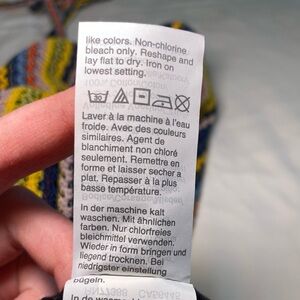 like colors. Non-chlorine
bleach only. Reshape and
lay flat to dry. Iron on
lowest setting.
Laver à la machine à l'eau
froide. Avec des couleurs
similaires. Agent de
blanchiment non chloré
seulement. Remettre en
forme et laisser secher a
plat. Repasser à la plus
basse température.
In der maschine kalt
waschen. Mit ähnlichen
farben. Nur chlorfreies
bleichmittel verwenden.
Wieder in form bringen und
liegend trocknen. Bei
niedrigster einstellung
bügeln.